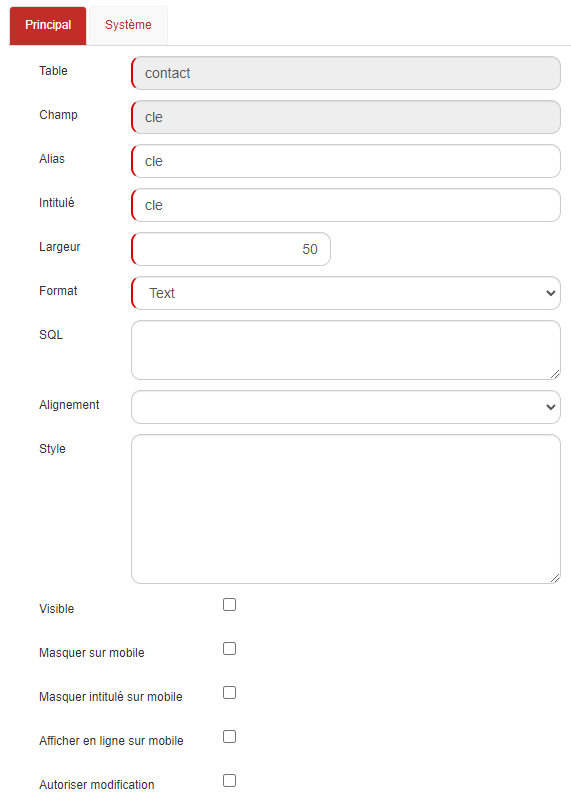 Principal Système
Table contact
Champ cle
Alias cle
Intitulé cle
Largeur 50
Format Text
SQL
Alignement
Style
Visible
Masquer sur mobile
Masquer intitulé sur mobile
Afficher en ligne sur mobile
Autoriser modification